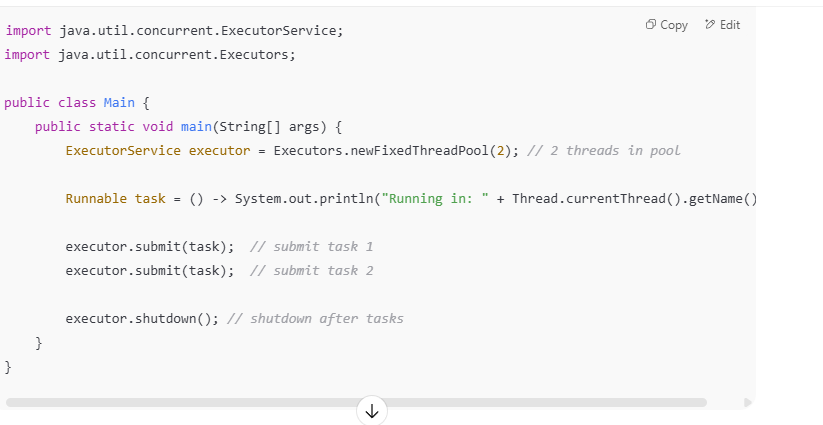 Copy Edit
import java.util.concurrent.ExecutorService;
import java.util.concurrent.Executors;
public class Main {
public static void main(String[] args) {
ExecutorService executor = Executors.newFixedThreadPool(2); // 2 threads in pool
Runnable task = () -> System.out.println("Running in: " + Thread.currentThread().getName()
executor.submit(task); // submit task 1
executor.submit(task); // submit task 2
executor.shutdown(); // shutdown after tasks
}
}